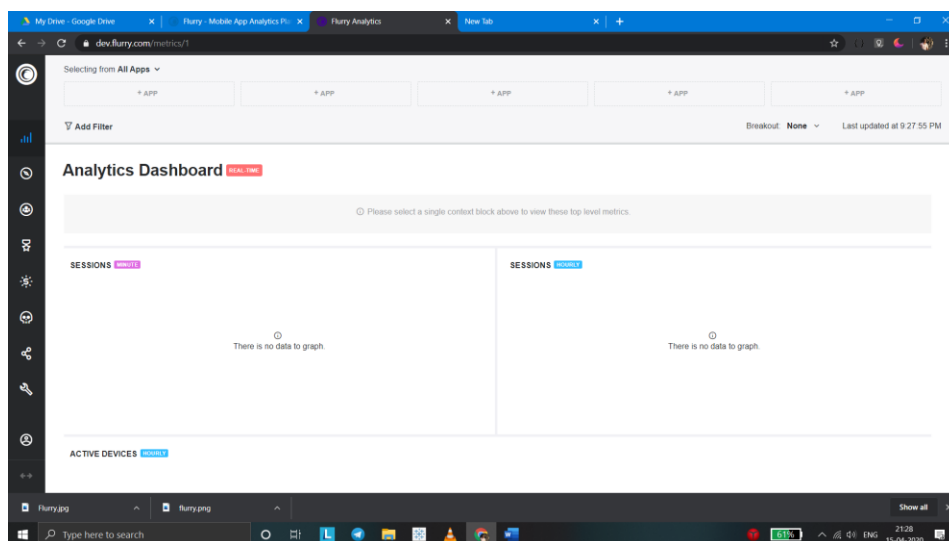 My Drive - Google Drive
Flurry - Mobile App Analytics Pla
Flurry Analytics
New Tab
dev.flurry.com/metrics/1
Selecting from All Apps
+ APP
+ APP
+ APP
+ APP
+ APP
Add Filter
Breakout: None
Last updated at 9:27:55 PM
Analytics Dashboard REAL-TIME
Please select a single context block above to view these top level metrics.
SESSIONS MINUTE
SESSIONS HOURLY
There is no data to graph.
There is no data to graph.
ACTIVE DEVICES HOURLY
Flurry.jpg
flurry.png
Show all
Type here to search
61%
ENG
21:28
15-04-2020